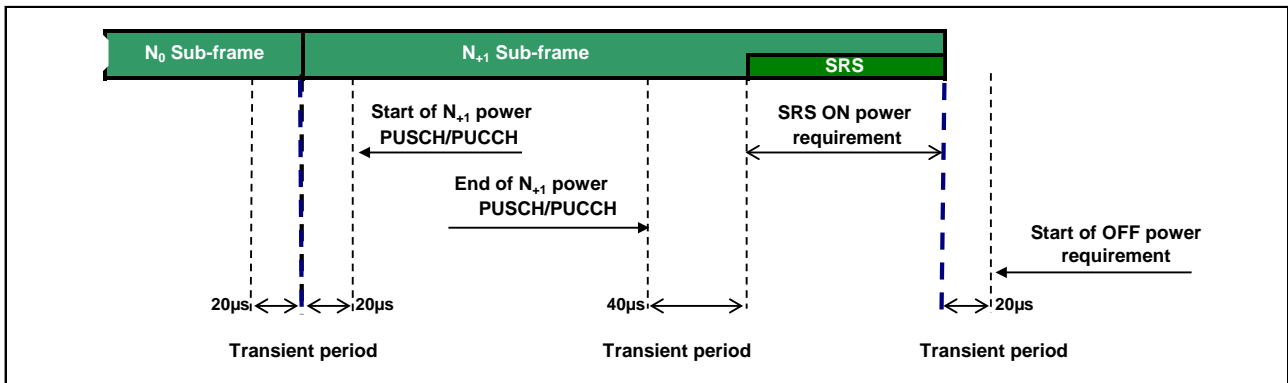 N0 Sub-frame
N+1 Sub-frame
SRS
Start of N+1 power
PUSCH/PUCCH
SRS ON power
requirement
End of N+1 power
PUSCH/PUCCH
Start of OFF power
requirement
20µs
20µs
40µs
20µs
Transient period
Transient period
Transient period